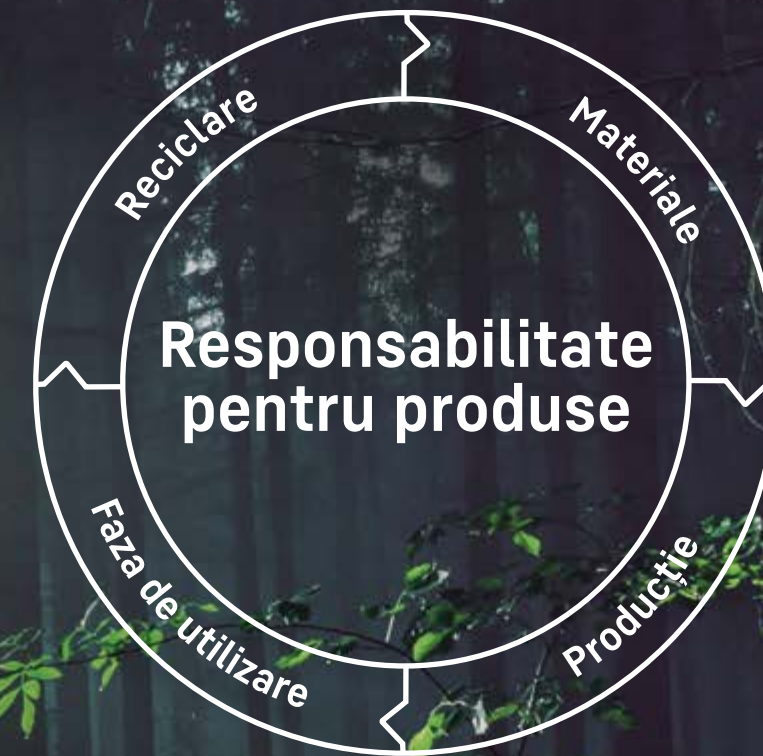 Responsabilitate
pentru produse
Materiale
Producție
Faza de utilizare
Reciclare